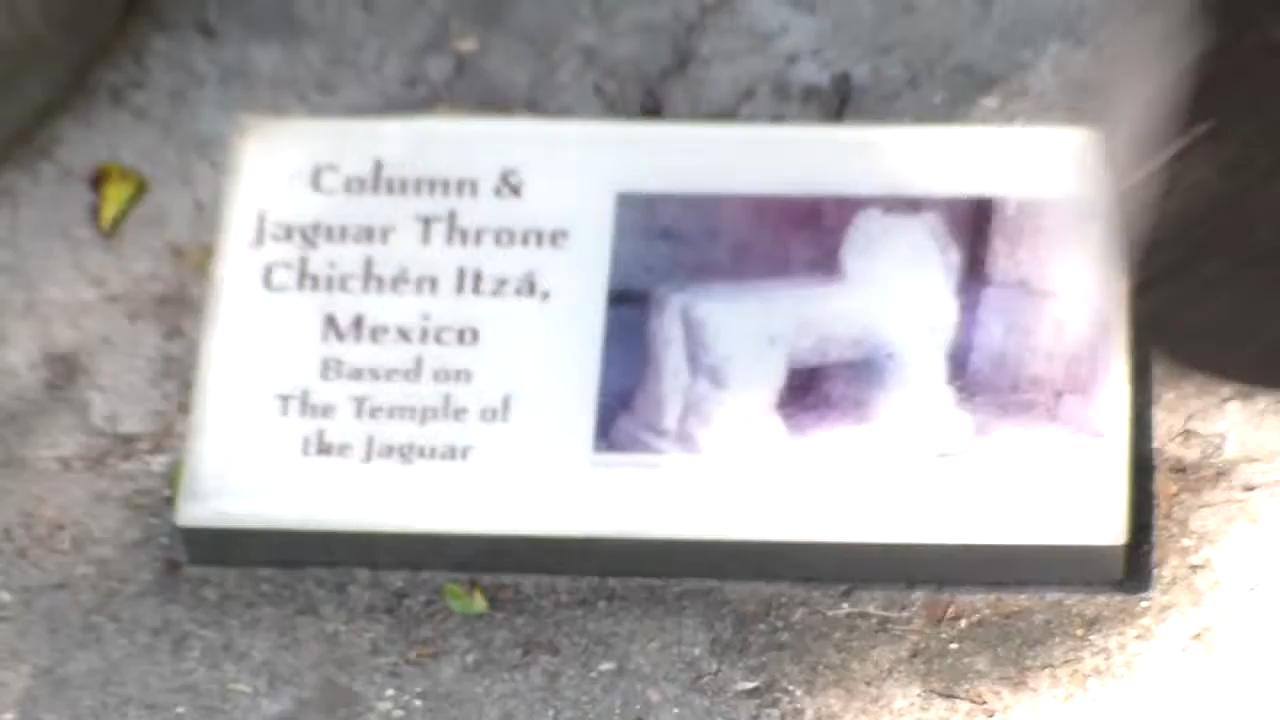 Column &
Jaguar Throne
Chichén Itzá,
Mexico
Based on
The Temple of
the Jaguar